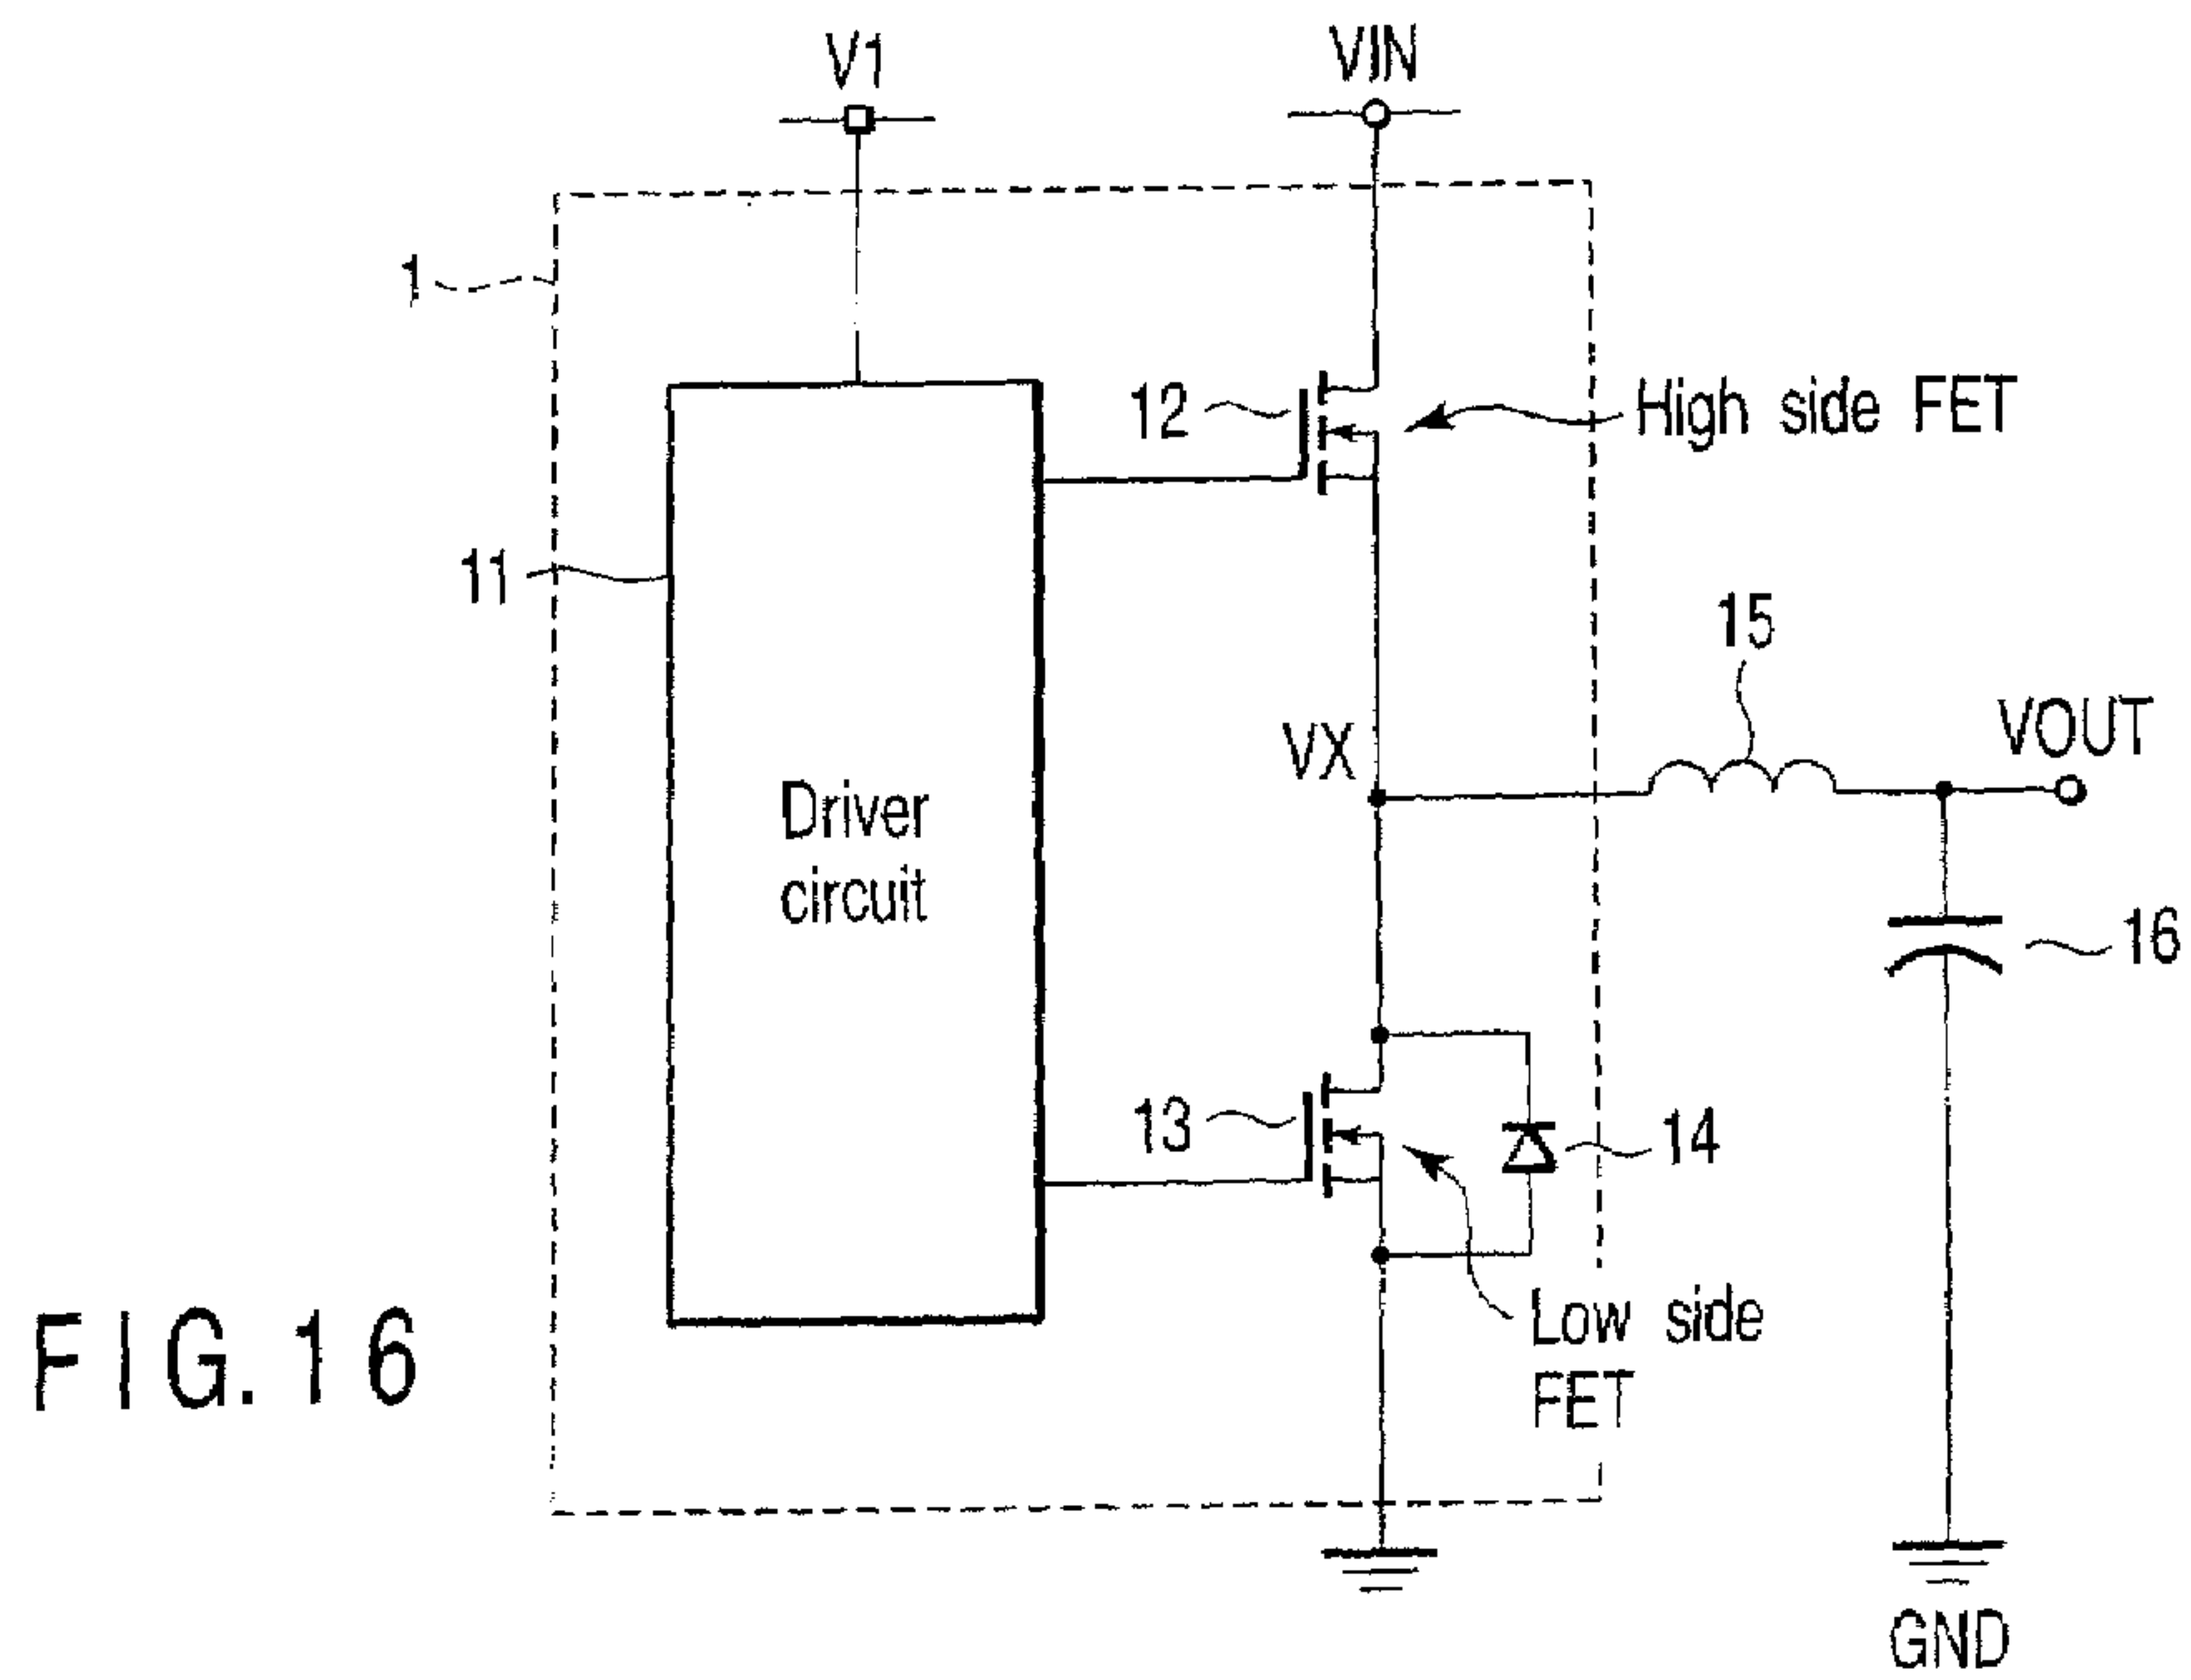 V1
VIN
1
12
High side FET
11
15
VX
VOUT
Driver
circuit
16
13
14
Low side
FET
FIG.16
GND